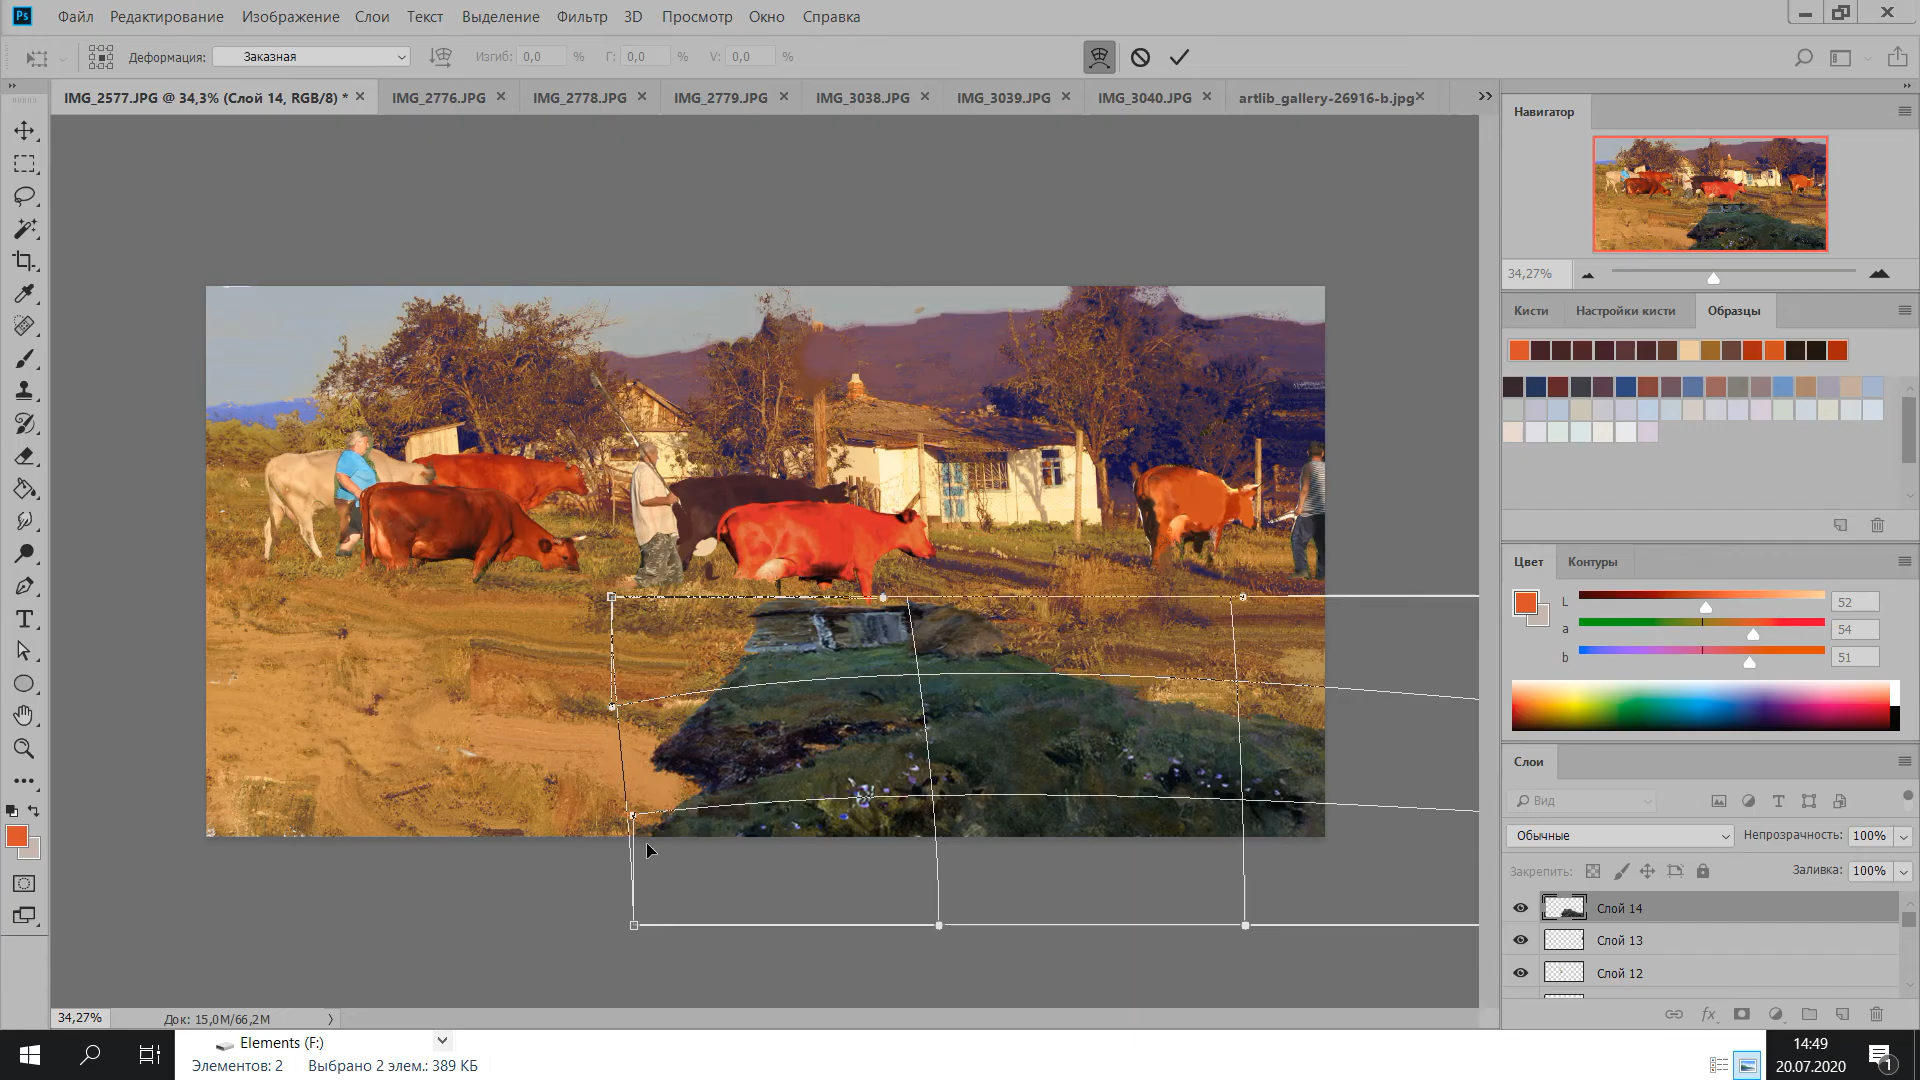 Ps Файл Редактирование Изображение Слои Текст Выделение Фильтр 3D Просмотр Окно Справка
Деформация: Заказная Изгиб: 0,0 % Г: 0,0 % V: 0,0 %
IMG_2577.JPG @ 34,3% (Слой 14, RGB/8) * IMG_2776.JPG IMG_2778.JPG IMG_2779.JPG IMG_3038.JPG IMG_3039.JPG IMG_3040.JPG artlib_gallery-26916-b.jpg
Навигатор
34,27%
Кисти Настройки кисти Образцы
Цвет Контуры
L 52
a 54
b 51
Слои
Вид
Обычные Непрозрачность: 100%
Закрепить: Заливка: 100%
Слой 14
Слой 13
Слой 12
34,27% Док: 15,0M/66,2M
Elements (F:)
Элементов: 2 Выбрано 2 элем.: 389 КБ
14:49
20.07.2020
1